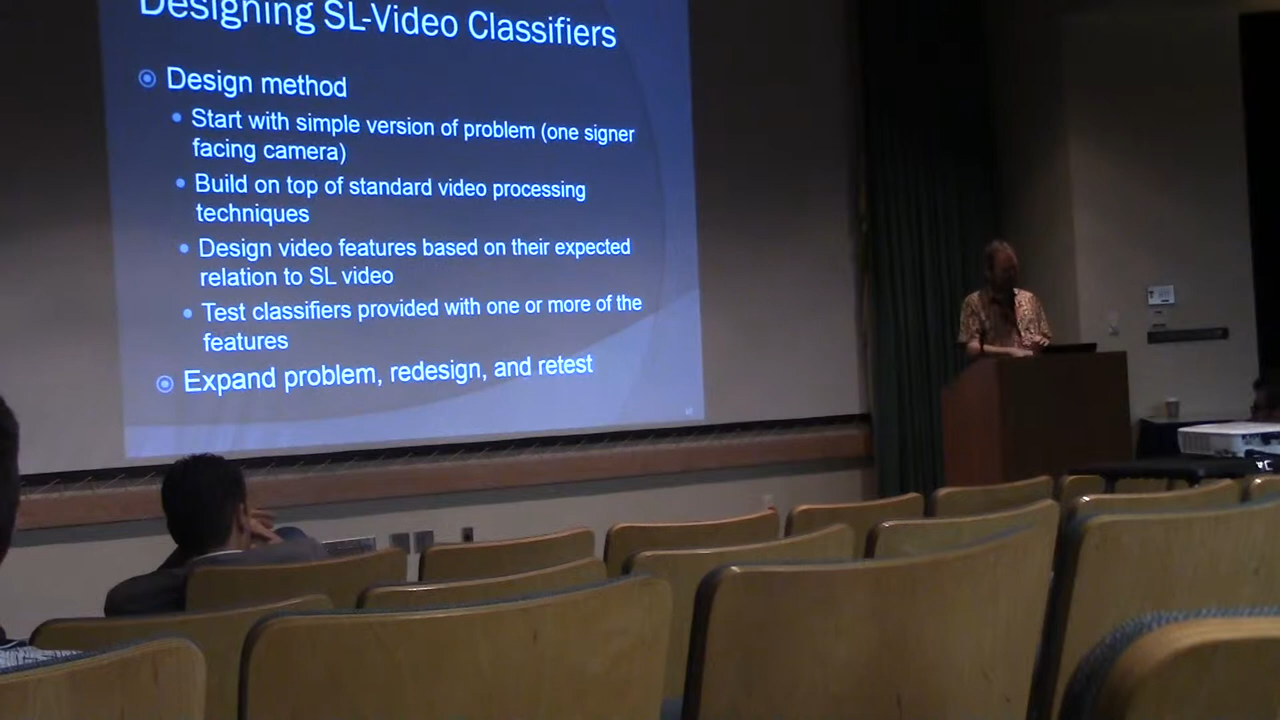 Designing SL-Video Classifiers
Design method
Start with simple version of problem (one signer
facing camera)
Build on top of standard video processing
techniques
Design video features based on their expected
relation to SL video
Test classifiers provided with one or more of the
features
Expand problem, redesign, and retest